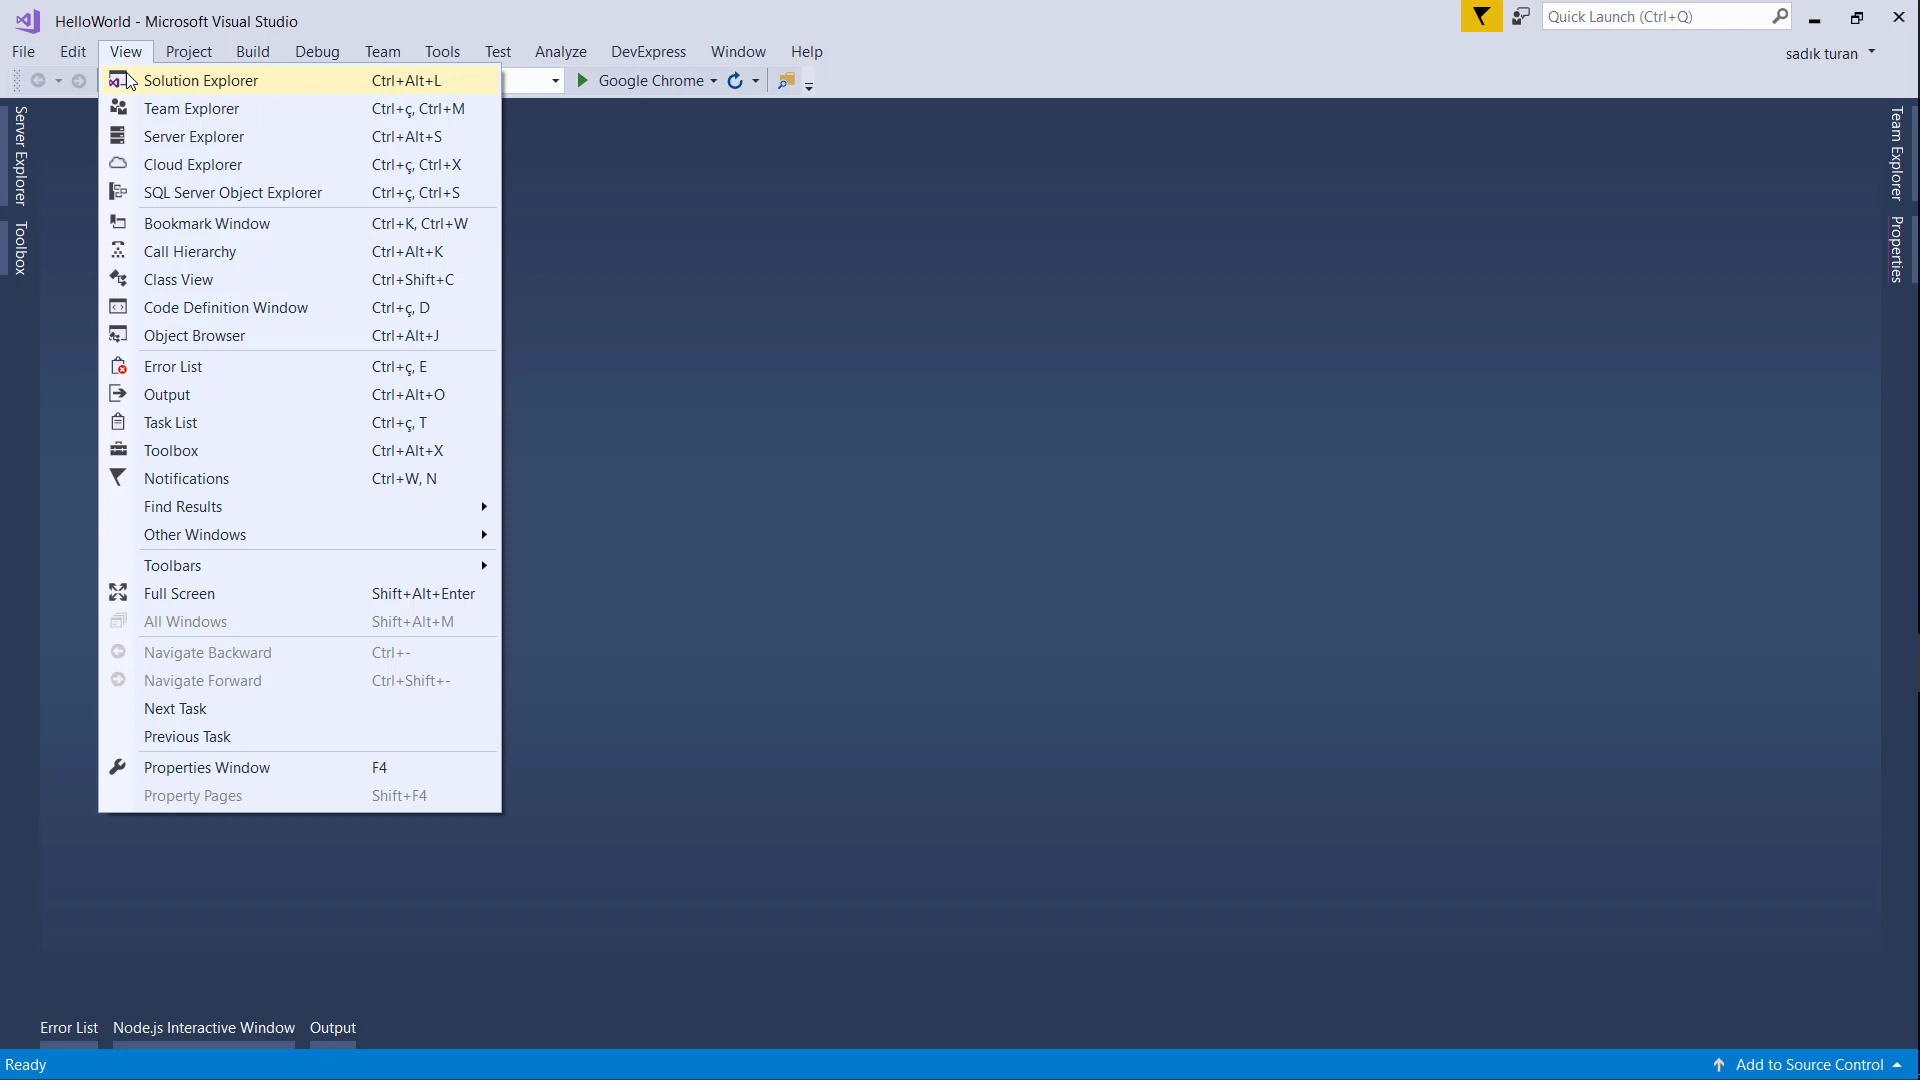 HelloWorld - Microsoft Visual Studio
Quick Launch (Ctrl+Q)
File Edit View Project Build Debug Team Tools Test Analyze DevExpress Window Help
sadık turan
Google Chrome
Solution Explorer Ctrl+Alt+L
Team Explorer Ctrl+ç, Ctrl+M
Server Explorer Ctrl+Alt+S
Cloud Explorer Ctrl+ç, Ctrl+X
SQL Server Object Explorer Ctrl+ç, Ctrl+S
Bookmark Window Ctrl+K, Ctrl+W
Call Hierarchy Ctrl+Alt+K
Class View Ctrl+Shift+C
Code Definition Window Ctrl+ç, D
Object Browser Ctrl+Alt+J
Error List Ctrl+ç, E
Output Ctrl+Alt+O
Task List Ctrl+ç, T
Toolbox Ctrl+Alt+X
Notifications Ctrl+W, N
Find Results
Other Windows
Toolbars
Full Screen Shift+Alt+Enter
All Windows Shift+Alt+M
Navigate Backward Ctrl+-
Navigate Forward Ctrl+Shift+-
Next Task
Previous Task
Properties Window F4
Property Pages Shift+F4
Server Explorer
Toolbox
Team Explorer
Properties
Error List Node.js Interactive Window Output
Ready
Add to Source Control